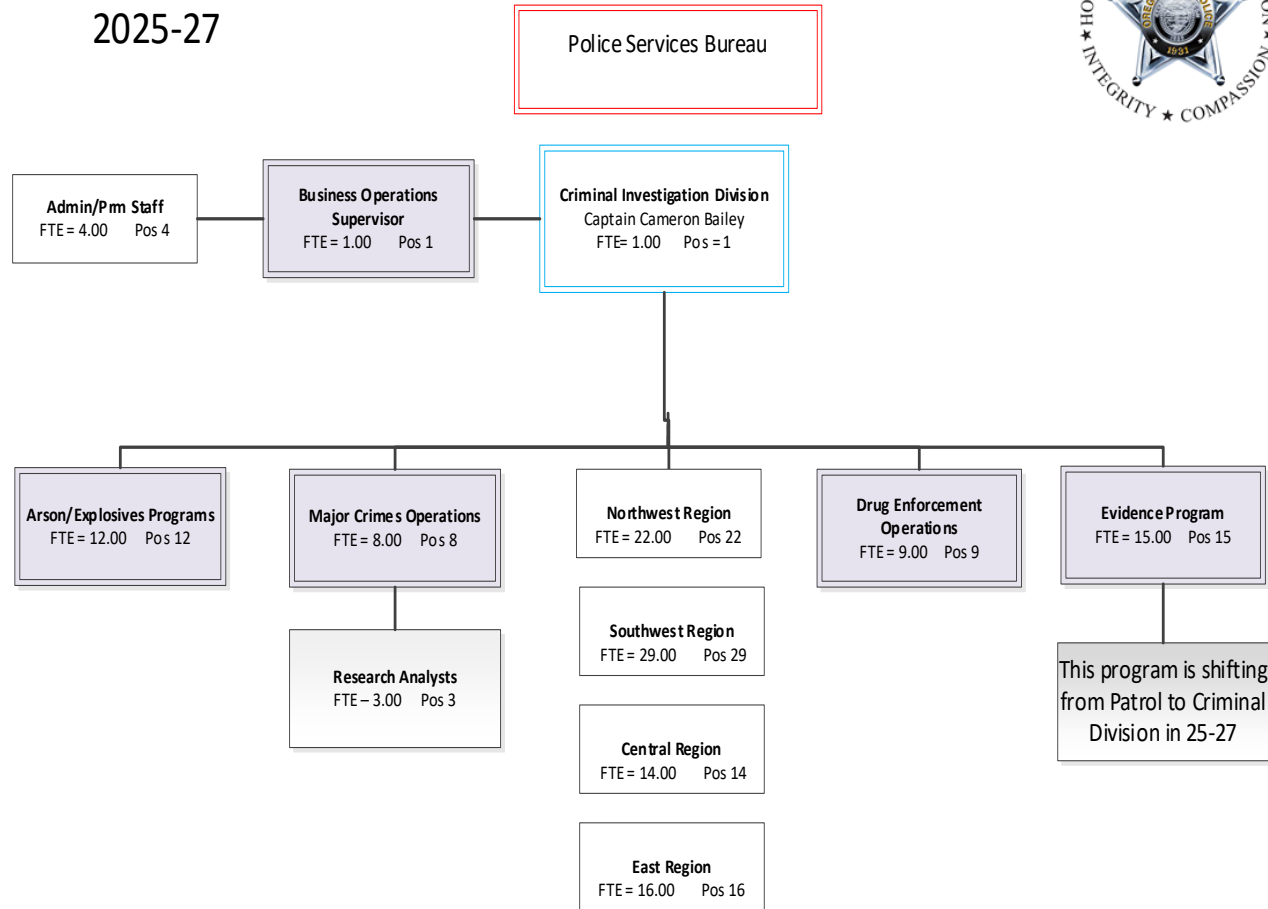 2025-27
Police Services Bureau
INTEGRITY ★ COMPASSION ★
1931
Admin/Prm Staff
FTE = 4.00 Pos 4
Business Operations
Supervisor
FTE = 1.00 Pos 1
Criminal Investigation Division
Captain Cameron Bailey
FTE= 1.00 Pos = 1
Arson/Explosives Programs
FTE = 12.00 Pos 12
Major Crimes Operations
FTE = 8.00 Pos 8
Research Analysts
FTE – 3.00 Pos 3
Northwest Region
FTE = 22.00 Pos 22
Southwest Region
FTE = 29.00 Pos 29
Central Region
FTE = 14.00 Pos 14
East Region
FTE = 16.00 Pos 16
Drug Enforcement
Operations
FTE = 9.00 Pos 9
Evidence Program
FTE = 15.00 Pos 15
This program is shifting
from Patrol to Criminal
Division in 25-27